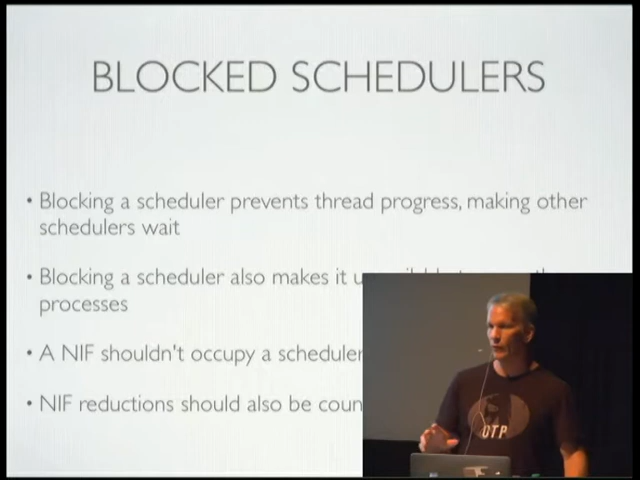 BLOCKED SCHEDULERS
• Blocking a scheduler prevents thread progress, making other
schedulers wait
• Blocking a scheduler also makes it
processes
• A NIF shouldn't occupy a scheduler
• NIF reductions should also be
OTP